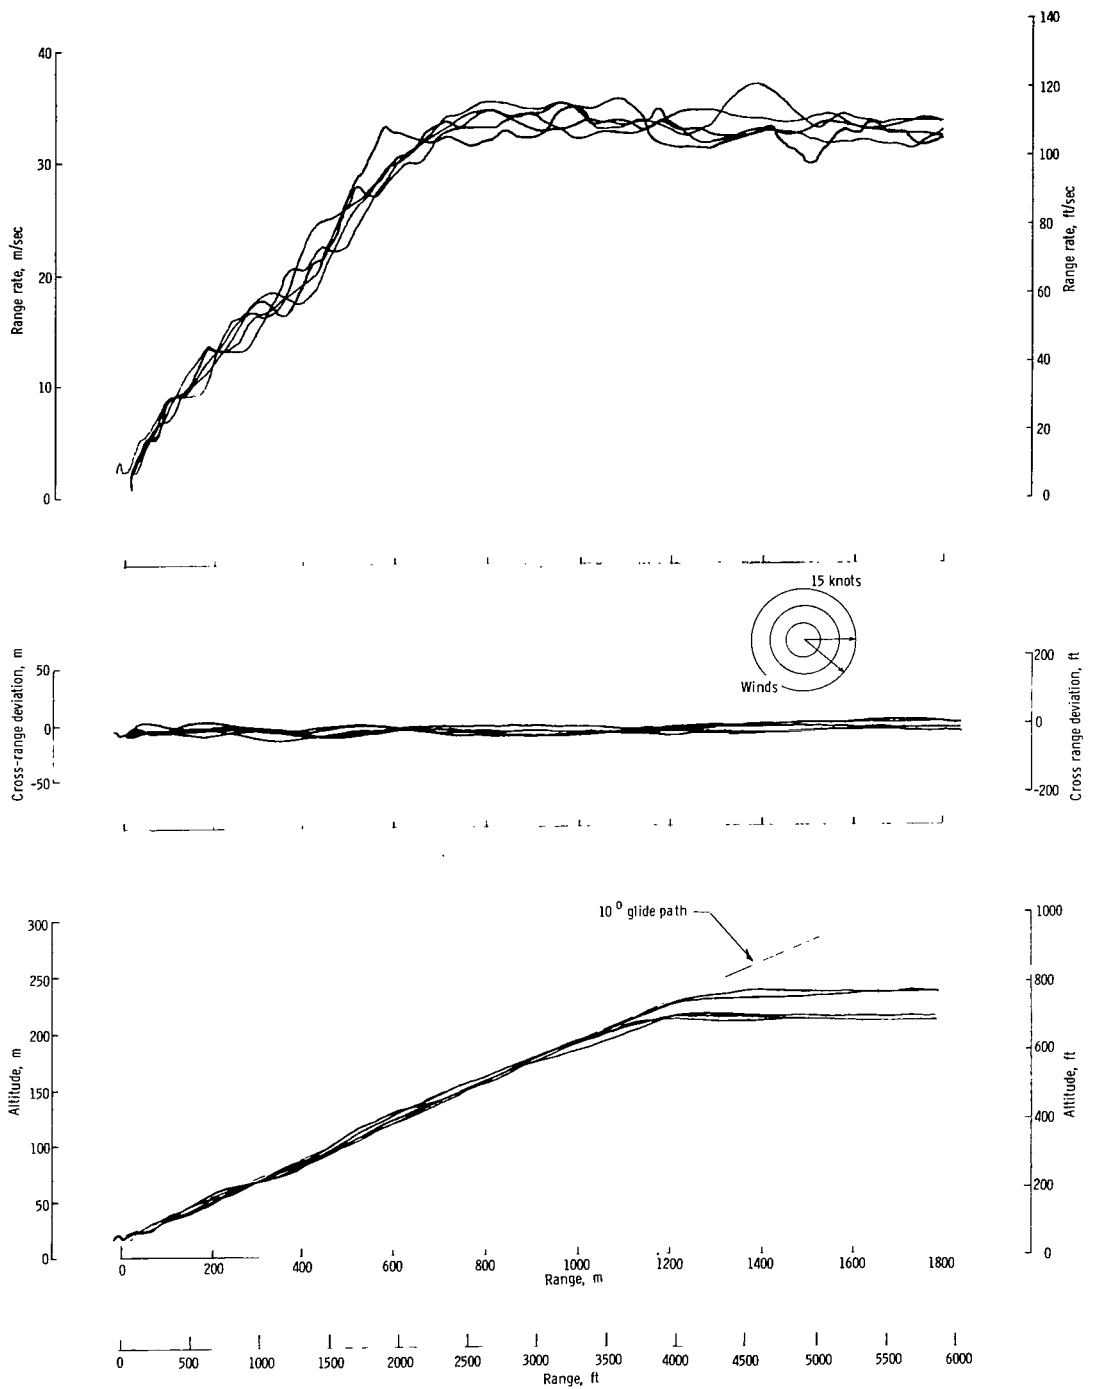 140
40
120
30
100
Range rate, m/sec
80
Range rate, ft/sec
20
60
40
10
20
0
0
15 knots
Winds
50
0
-50
Cross-range deviation, m
200
0
-200
Cross range deviation, ft
10° glide path
300
250
200
150
100
50
0
Altitude, m
1000
800
600
400
200
0
Altitude, ft
0 200 400 600 800 1000 1200 1400 1600 1800
Range, m
0 500 1000 1500 2000 2500 3000 3500 4000 4500 5000 5500 6000
Range, ft